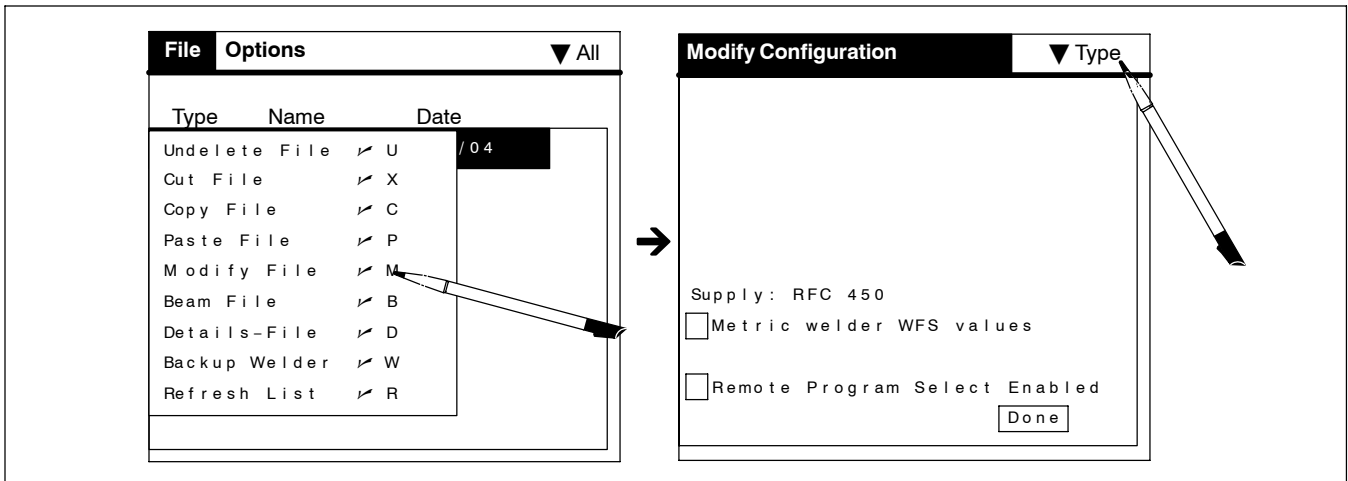 File Options ▼ All
Type Name Date
/04
Undelete File U
Cut File X
Copy File C
Paste File P
Modify File M
Beam File B
Details-File D
Backup Welder W
Refresh List R
Modify Configuration ▼ Type
Supply: RFC 450
Metric welder WFS values
Remote Program Select Enabled
Done